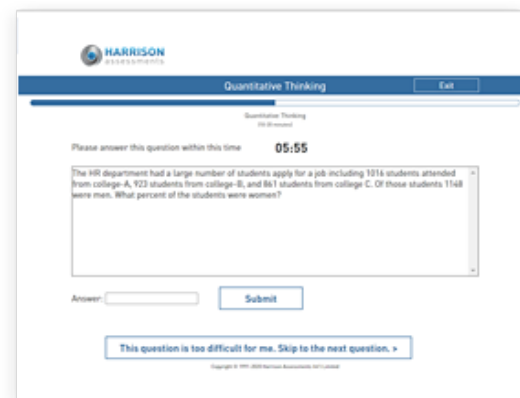 HARRISON
assessments
Quantitative Thinking
Exit
Quantitative Thinking
Please answer this question within this time 05:55
The HR department had a large number of students apply for a job including 1016 students attended
from college-A, 923 students from college-B, and 861 students from college C. Of those students 1148
were men. What percent of the students were women?
Answer:
Submit
This question is too difficult for me. Skip to the next question. >